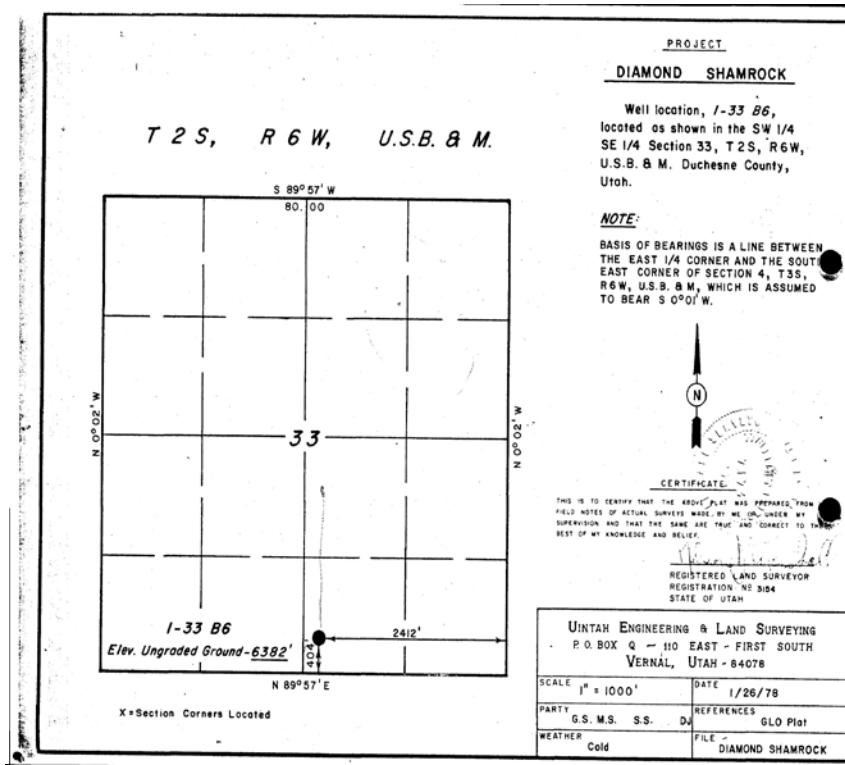 PROJECT
DIAMOND SHAMROCK
Well location, 1-33 B6,
located as shown in the SW 1/4
SE 1/4 Section 33, T 2 S, R 6 W,
U.S.B. & M. Duchesne County,
Utah.
NOTE:
BASIS OF BEARINGS IS A LINE BETWEEN
THE EAST 1/4 CORNER AND THE SOUTH
EAST CORNER OF SECTION 4, T3S,
R6W, U.S.B. & M, WHICH IS ASSUMED
TO BEAR S 0°01' W.
T 2 S, R 6 W, U.S.B. & M.
S 89°57' W
80.00
N 0°02' W
N 0°02' W
33
1-33 B6
Elev. Ungraded Ground-6382'
2412'
404'
N 89°57' E
X = Section Corners Located
N
CERTIFICATE
THIS IS TO CERTIFY THAT THE ABOVE PLAT WAS PREPARED FROM
FIELD NOTES OF ACTUAL SURVEYS MADE BY ME OR UNDER MY
SUPERVISION AND THAT THE SAME ARE TRUE AND CORRECT TO THE
BEST OF MY KNOWLEDGE AND BELIEF.
REGISTERED LAND SURVEYOR
REGISTRATION Nº 3154
STATE OF UTAH
UINTAH ENGINEERING & LAND SURVEYING
P. O. BOX Q – 110 EAST - FIRST SOUTH
VERNAL, UTAH - 84078
SCALE 1" = 1000'
DATE 1/26/78
PARTY G.S. M.S. S.S. DJ
REFERENCES GLO Plat
WEATHER Cold
FILE - DIAMOND SHAMROCK